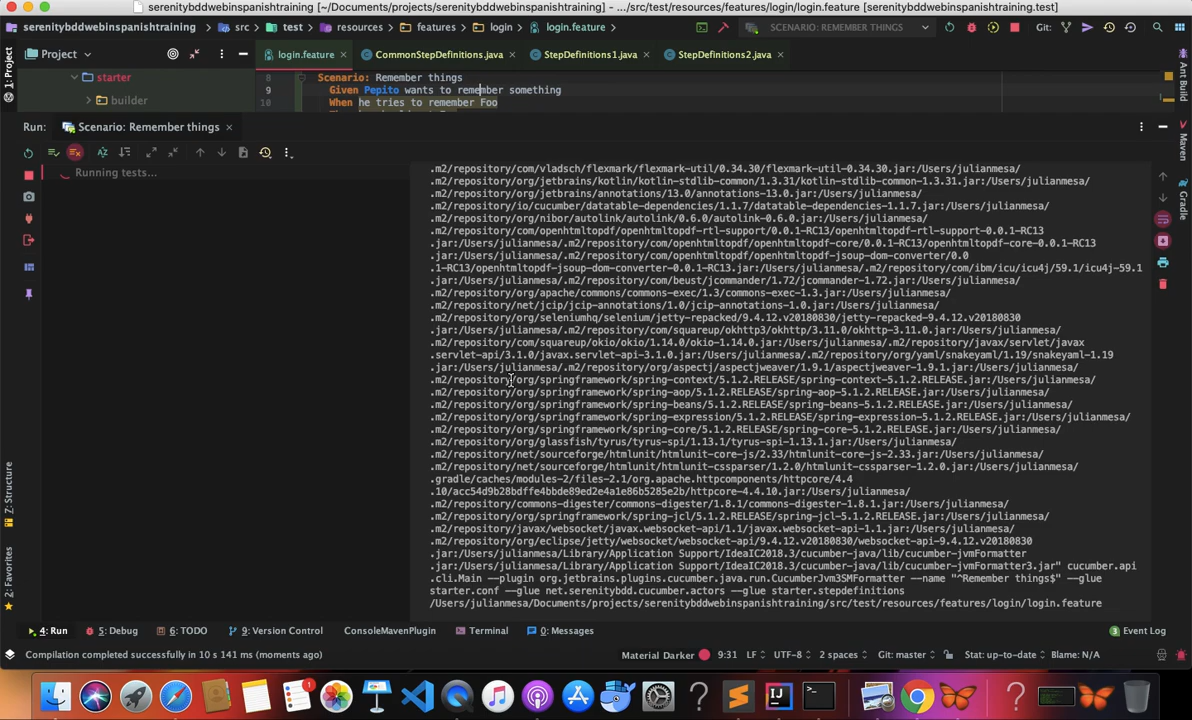 serenitybddwebinspanishtraining [~/Documents/projects/serenitybddwebinspanishtraining] - .../src/test/resources/features/login/login.feature [serenitybddwebinspanishtraining]
serenitybddwebinspanishtraining src test resources features login login.feature SCENARIO: REMEMBER THINGS Git:
1: Project
Project login.feature CommonStepDefinitions.java StepDefinitions1.java StepDefinitions2.java
starter 8 Scenario: Remember things
builder 9 Given Pepito wants to remember something
10 When he tries to remember Foo
Ant Build
Maven
Gradle
Run: Scenario: Remember things
Running tests...
.m2/repository/com/vladsch/flexmark/flexmark-util/0.34.30/flexmark-util-0.34.30.jar:/Users/julianmesa/
.m2/repository/org/jetbrains/kotlin/kotlin-stdlib-common/1.3.31/kotlin-stdlib-common-1.3.31.jar:/Users/julianmesa/
.m2/repository/org/jetbrains/annotations/13.0/annotations-13.0.jar:/Users/julianmesa/
.m2/repository/io/cucumber/datatable-dependencies/1.1.7/datatable-dependencies-1.1.7.jar:/Users/julianmesa/
.m2/repository/org/nibor/autolink/autolink/0.6.0/autolink-0.6.0.jar:/Users/julianmesa/
.m2/repository/com/openhtmltopdf/openhtmltopdf-rtl-support/0.0.1-RC13/openhtmltopdf-rtl-support-0.0.1-RC13
.jar:/Users/julianmesa/.m2/repository/com/openhtmltopdf/openhtmltopdf-core/0.0.1-RC13/openhtmltopdf-core-0.0.1-RC13
.jar:/Users/julianmesa/.m2/repository/com/openhtmltopdf/openhtmltopdf-jsoup-dom-converter/0.0
.1-RC13/openhtmltopdf-jsoup-dom-converter-0.0.1-RC13.jar:/Users/julianmesa/.m2/repository/com/ibm/icu/icu4j/59.1/icu4j-59.1
.jar:/Users/julianmesa/.m2/repository/com/beust/jcommander/1.72/jcommander-1.72.jar:/Users/julianmesa/
.m2/repository/org/apache/commons/commons-exec/1.3/commons-exec-1.3.jar:/Users/julianmesa/
.m2/repository/net/jcip/jcip-annotations/1.0/jcip-annotations-1.0.jar:/Users/julianmesa/
.m2/repository/org/seleniumhq/selenium/jetty-repacked/9.4.12.v20180830/jetty-repacked-9.4.12.v20180830
.jar:/Users/julianmesa/.m2/repository/com/squareup/okhttp3/okhttp/3.11.0/okhttp-3.11.0.jar:/Users/julianmesa/
.m2/repository/com/squareup/okio/okio/1.14.0/okio-1.14.0.jar:/Users/julianmesa/.m2/repository/javax/servlet/javax
.servlet-api/3.1.0/javax.servlet-api-3.1.0.jar:/Users/julianmesa/.m2/repository/org/yaml/snakeyaml/1.19/snakeyaml-1.19
.jar:/Users/julianmesa/.m2/repository/org/aspectj/aspectjweaver/1.9.1/aspectjweaver-1.9.1.jar:/Users/julianmesa/
.m2/repository/org/springframework/spring-context/5.1.2.RELEASE/spring-context-5.1.2.RELEASE.jar:/Users/julianmesa/
.m2/repository/org/springframework/spring-aop/5.1.2.RELEASE/spring-aop-5.1.2.RELEASE.jar:/Users/julianmesa/
.m2/repository/org/springframework/spring-beans/5.1.2.RELEASE/spring-beans-5.1.2.RELEASE.jar:/Users/julianmesa/
.m2/repository/org/springframework/spring-expression/5.1.2.RELEASE/spring-expression-5.1.2.RELEASE.jar:/Users/julianmesa/
.m2/repository/org/springframework/spring-core/5.1.2.RELEASE/spring-core-5.1.2.RELEASE.jar:/Users/julianmesa/
.m2/repository/org/glassfish/tyrus/tyrus-spi/1.13.1/tyrus-spi-1.13.1.jar:/Users/julianmesa/
.m2/repository/net/sourceforge/htmlunit/htmlunit-core-js/2.33/htmlunit-core-js-2.33.jar:/Users/julianmesa/
.m2/repository/net/sourceforge/htmlunit/htmlunit-cssparser/1.2.0/htmlunit-cssparser-1.2.0.jar:/Users/julianmesa/
.gradle/caches/modules-2/files-2.1/org.apache.httpcomponents/httpcore/4.4
.10/acc54d9b28bdffe4bbde89ed2e4a1e86b5285e2b/httpcore-4.4.10.jar:/Users/julianmesa/
.m2/repository/commons-digester/commons-digester/1.8.1/commons-digester-1.8.1.jar:/Users/julianmesa/
.m2/repository/org/springframework/spring-jcl/5.1.2.RELEASE/spring-jcl-5.1.2.RELEASE.jar:/Users/julianmesa/
.m2/repository/javax/websocket/javax.websocket-api/1.1/javax.websocket-api-1.1.jar:/Users/julianmesa/
.m2/repository/org/eclipse/jetty/websocket/websocket-api/9.4.12.v20180830/websocket-api-9.4.12.v20180830
.jar:/Users/julianmesa/Library/Application Support/IdeaIC2018.3/cucumber-java/lib/cucumber-jvmFormatter
.jar:/Users/julianmesa/Library/Application Support/IdeaIC2018.3/cucumber-java/lib/cucumber-jvmFormatter3.jar" cucumber.api
.cli.Main --plugin org.jetbrains.plugins.cucumber.java.run.CucumberJvm3SMFormatter --name "^Remember things$" --glue
starter.conf --glue net.serenitybdd.cucumber.actors --glue starter.stepdefinitions
/Users/julianmesa/Documents/projects/serenitybddwebinspanishtraining/src/test/resources/features/login/login.feature
7: Structure
2: Favorites
4: Run 5: Debug 6: TODO 9: Version Control ConsoleMavenPlugin Terminal 0: Messages 3 Event Log
Compilation completed successfully in 10 s 141 ms (moments ago) Material Darker 9:31 LF UTF-8 2 spaces Git: master Stat: up-to-date Blame: N/A